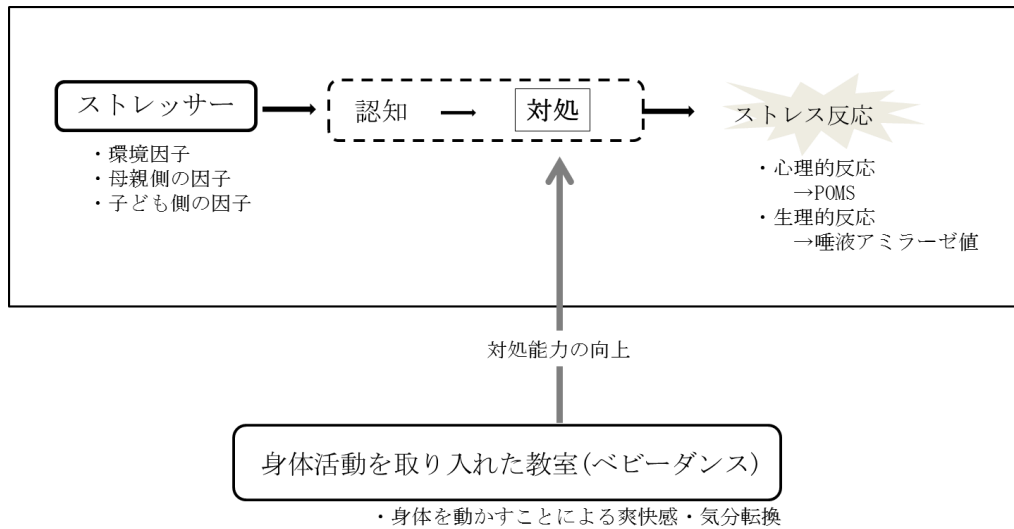 ストレッサー
認知
対処
ストレス反応
・環境因子
・母親側の因子
・子ども側の因子
・心理的反応
→POMS
・生理的反応
→唾液アミラーゼ値
対処能力の向上
身体活動を取り入れた教室(ベビーダンス)
・身体を動かすことによる爽快感・気分転換